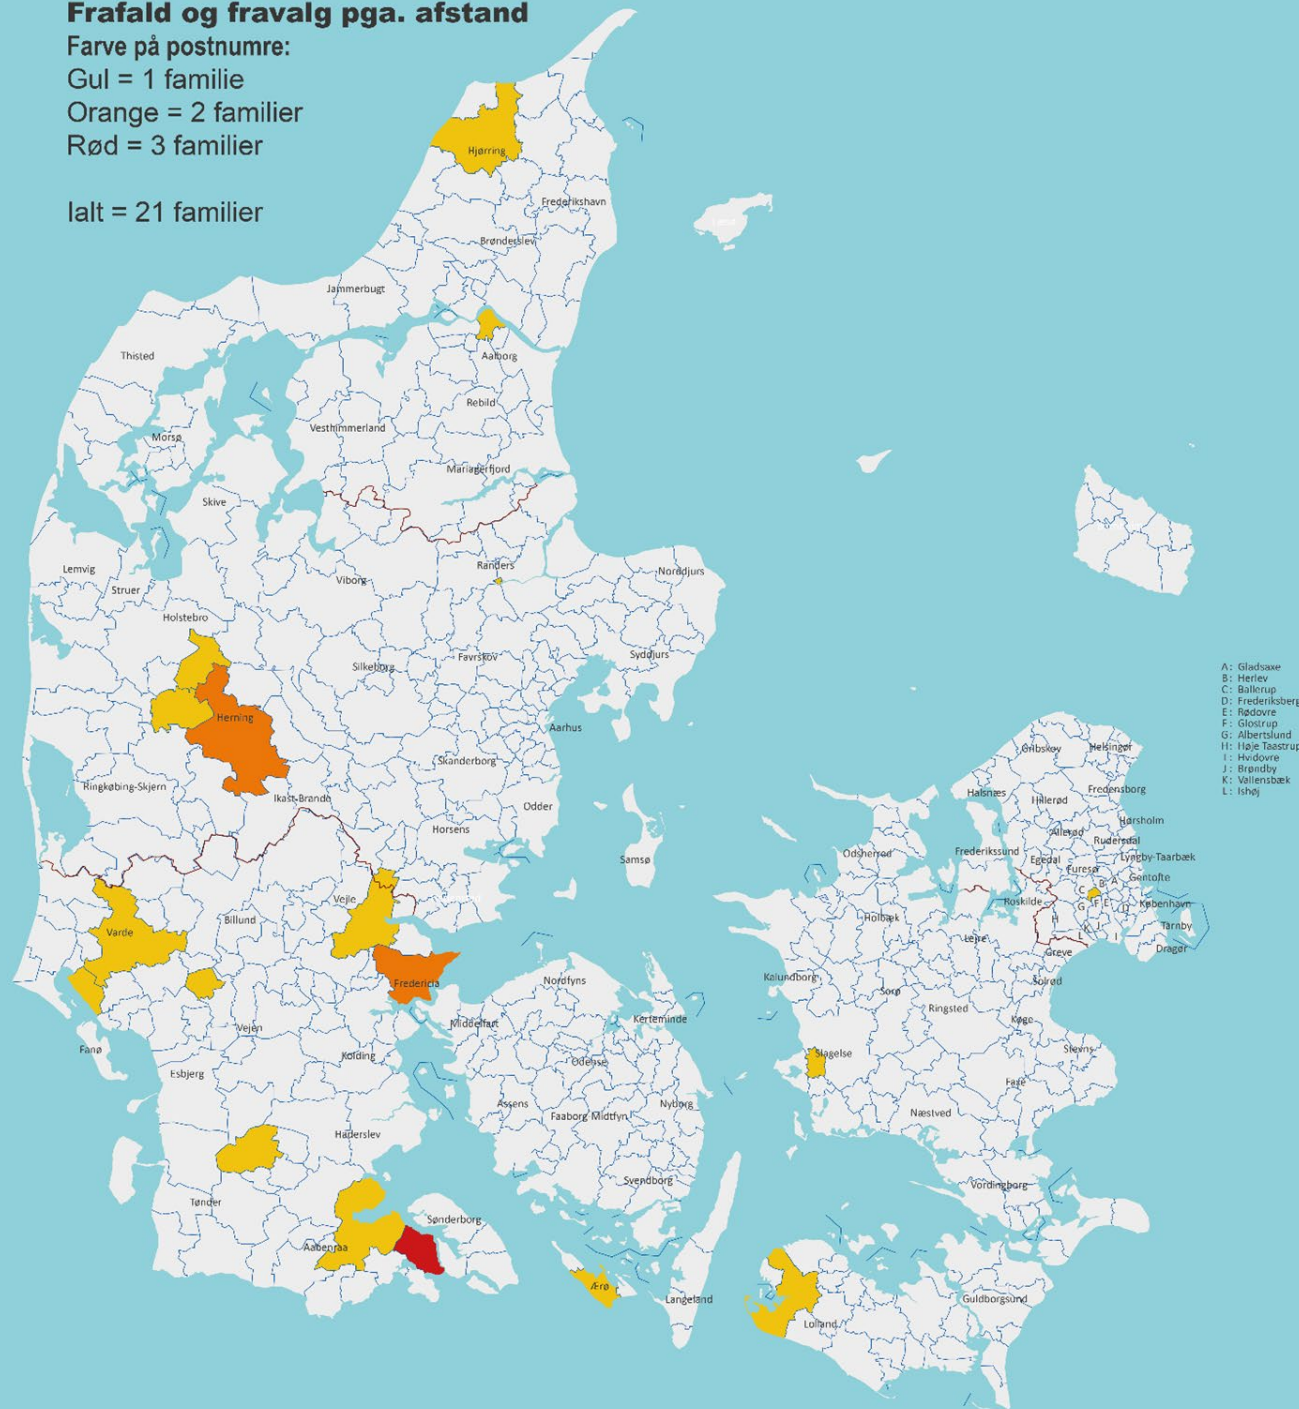 Frafald og fravalg pga. afstand
Farve på postnumre:
Gul = 1 familie
Orange = 2 familier
Rød = 3 familier
Ialt = 21 familier
Hjørring
Frederikshavn
Brønderslev
Jammerbugt
Thisted
Aalborg
Rebild
Vesthimmerland
Morsø
Mariagerfjord
Skive
Lemvig
Struer
Viborg
Randers
Norddjurs
Holstebro
Silkeborg
Favrskov
Syddjurs
Herning
Aarhus
Skanderborg
Ringkøbing-Skjern
Ikast-Brande
Odder
Horsens
Samsø
Vejle
Billund
Varde
Fredericia
Vejen
Fanø
Kolding
Esbjerg
Haderslev
Tønder
Aabenraa
Sønderborg
Nordfyns
Middelfart
Kerteminde
Odense
Assens
Faaborg Midtfyn
Nyborg
Svendborg
Ærø
Langeland
A: Gladsaxe
B: Herlev
C: Ballerup
D: Frederiksberg
E: Rødovre
F: Glostrup
G: Albertslund
H: Høje Taastrup
I: Hvidovre
J: Brøndby
K: Vallensbæk
L: Ishøj
Gribskov
Helsingør
Halsnæs
Hillerød
Fredensborg
Hørsholm
Allerød
Rudersdal
Odsherred
Frederikssund
Egedal
Lyngby-Taarbæk
Furesø
Gentofte
C
B
A
Roskilde
G
F
E
D
København
Holbæk
H
J
K
L
I
Tårnby
Lejre
Greve
Dragør
Kalundborg
Sorø
Solrød
Ringsted
Køge
Slagelse
Stevns
Faxe
Næstved
Vordingborg
Guldborgsund
Lolland